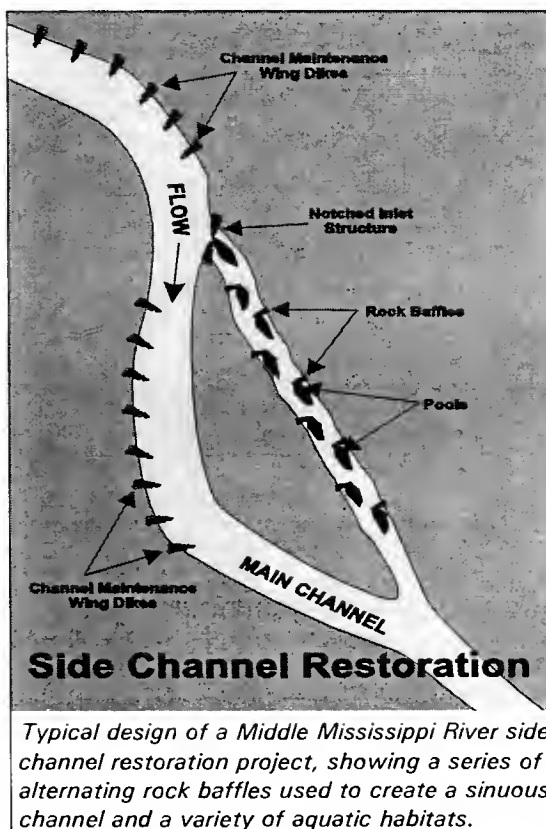 Channel Maintenance
Wing Dikes
FLOW
Notched Inlet
Structure
Rock Baffles
Pools
Channel Maintenance
Wing Dikes
MAIN CHANNEL
Side Channel Restoration
Typical design of a Middle Mississippi River side
channel restoration project, showing a series of
alternating rock baffles used to create a sinuous
channel and a variety of aquatic habitats.